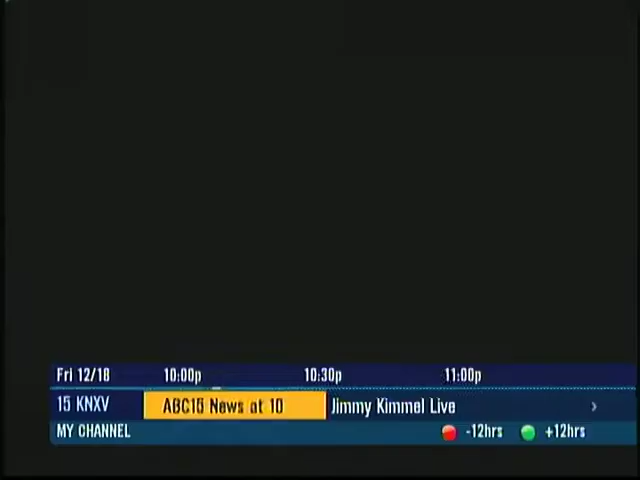 Fri 12/18 10:00p 10:30p 11:00p
15 KNXV ABC15 News at 10 Jimmy Kimmel Live ›
MY CHANNEL -12hrs +12hrs